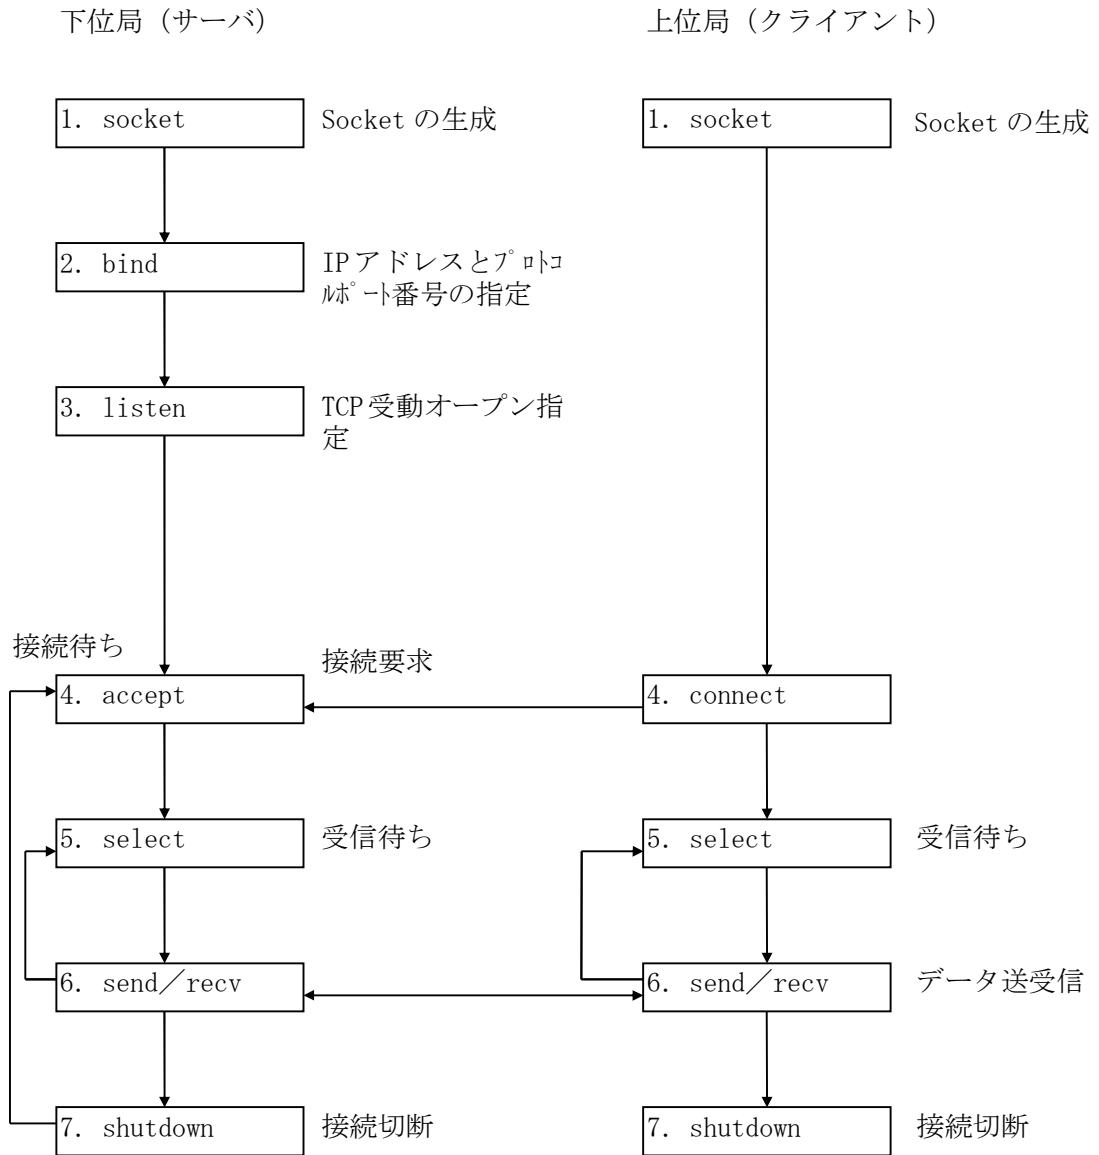 下位局（サーバ）
上位局（クライアント）
1. socket
Socket の生成
1. socket
Socket の生成
2. bind
IPアドレスとﾌﾟﾛﾄｺ
ﾙﾎﾟｰﾄ番号の指定
3. listen
TCP受動オープン指
定
接続待ち
接続要求
4. accept
4. connect
5. select
受信待ち
5. select
受信待ち
6. send／recv
6. send／recv
データ送受信
7. shutdown
接続切断
7. shutdown
接続切断